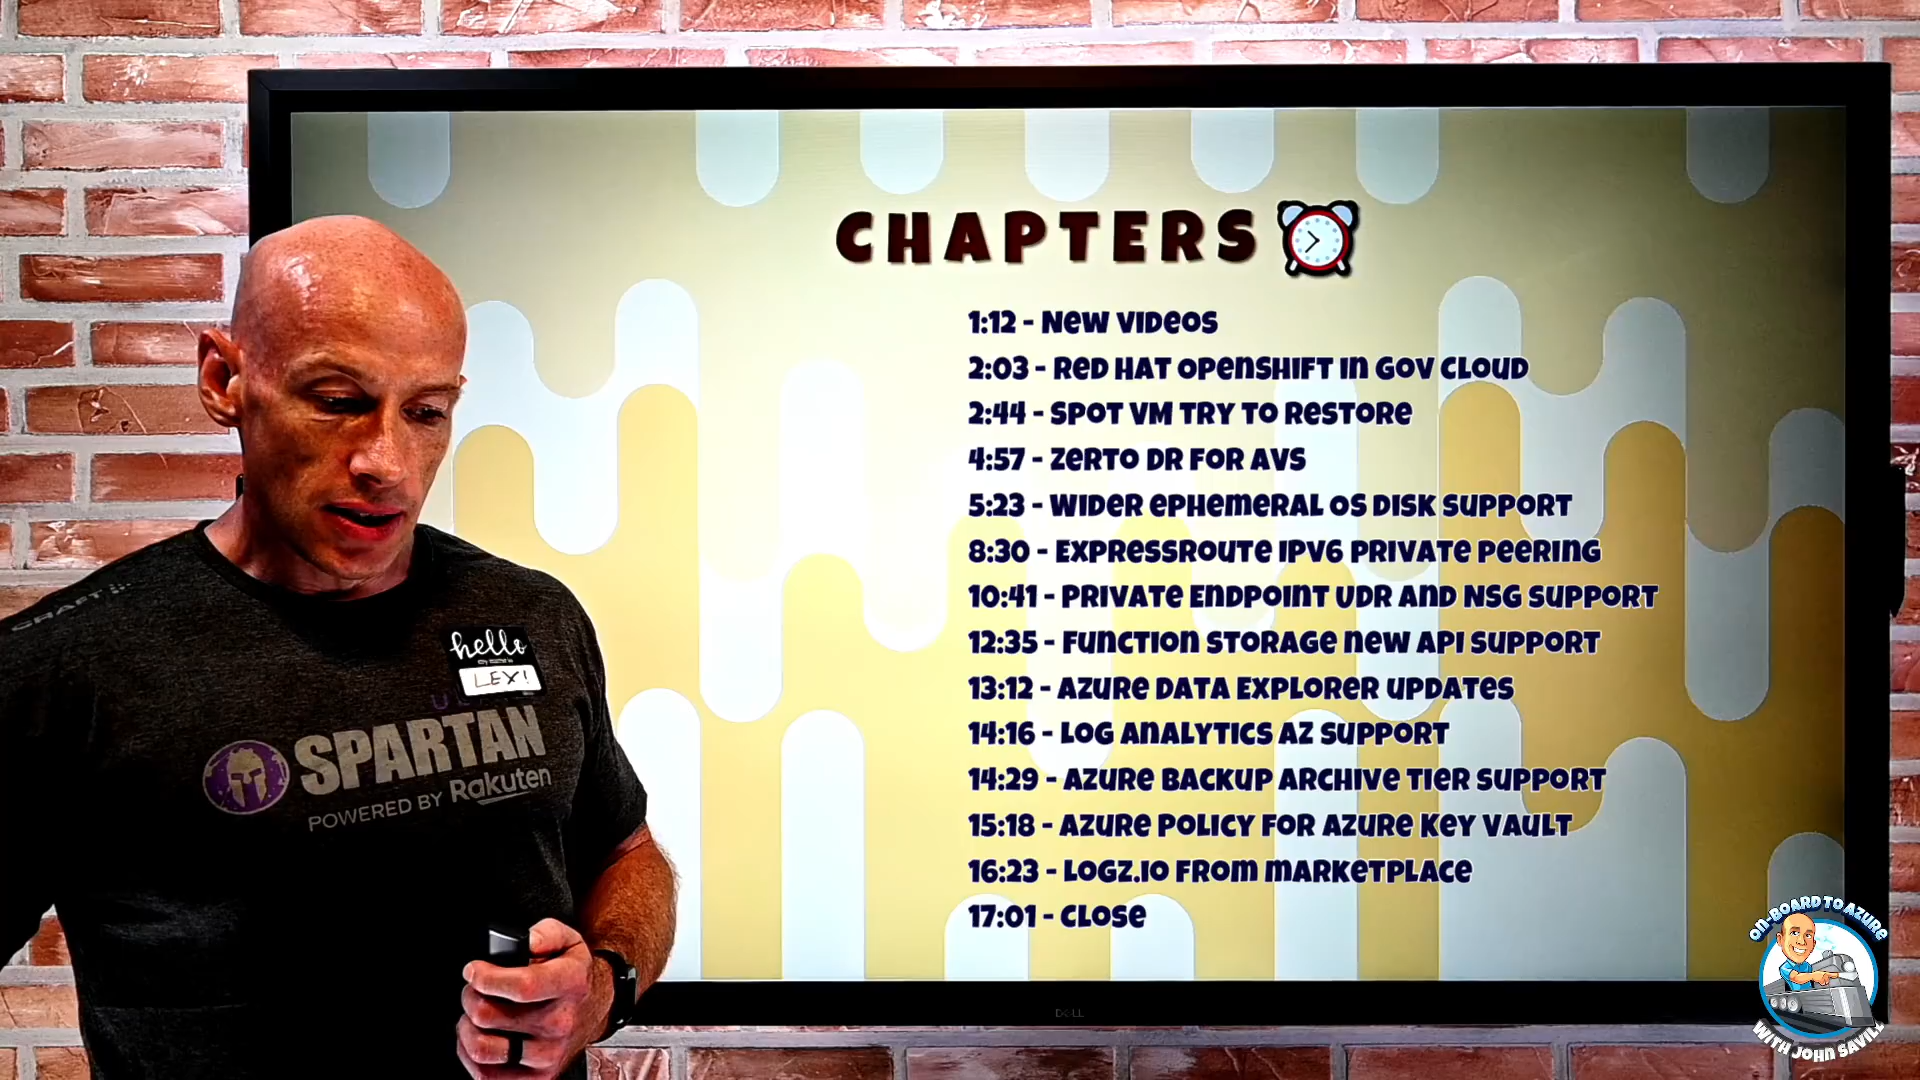 CHAPTERS
1:12 - New Videos
2:03 - Red Hat OpenShift in Gov Cloud
2:44 - Spot VM Try to Restore
4:57 - Zerto DR for AVS
5:23 - Wider Ephemeral OS Disk Support
8:30 - ExpressRoute IPv6 Private Peering
10:41 - Private Endpoint UDR and NSG Support
12:35 - Function Storage New API Support
13:12 - Azure Data Explorer Updates
14:16 - Log Analytics AZ Support
14:29 - Azure Backup Archive Tier Support
15:18 - Azure Policy for Azure Key Vault
16:23 - Logz.io from Marketplace
17:01 - Close
CRAFT
hello
LEX!
SPARTAN
POWERED BY Rakuten
DELL
ON-BOARD TO AZURE
WITH JOHN SAVILL